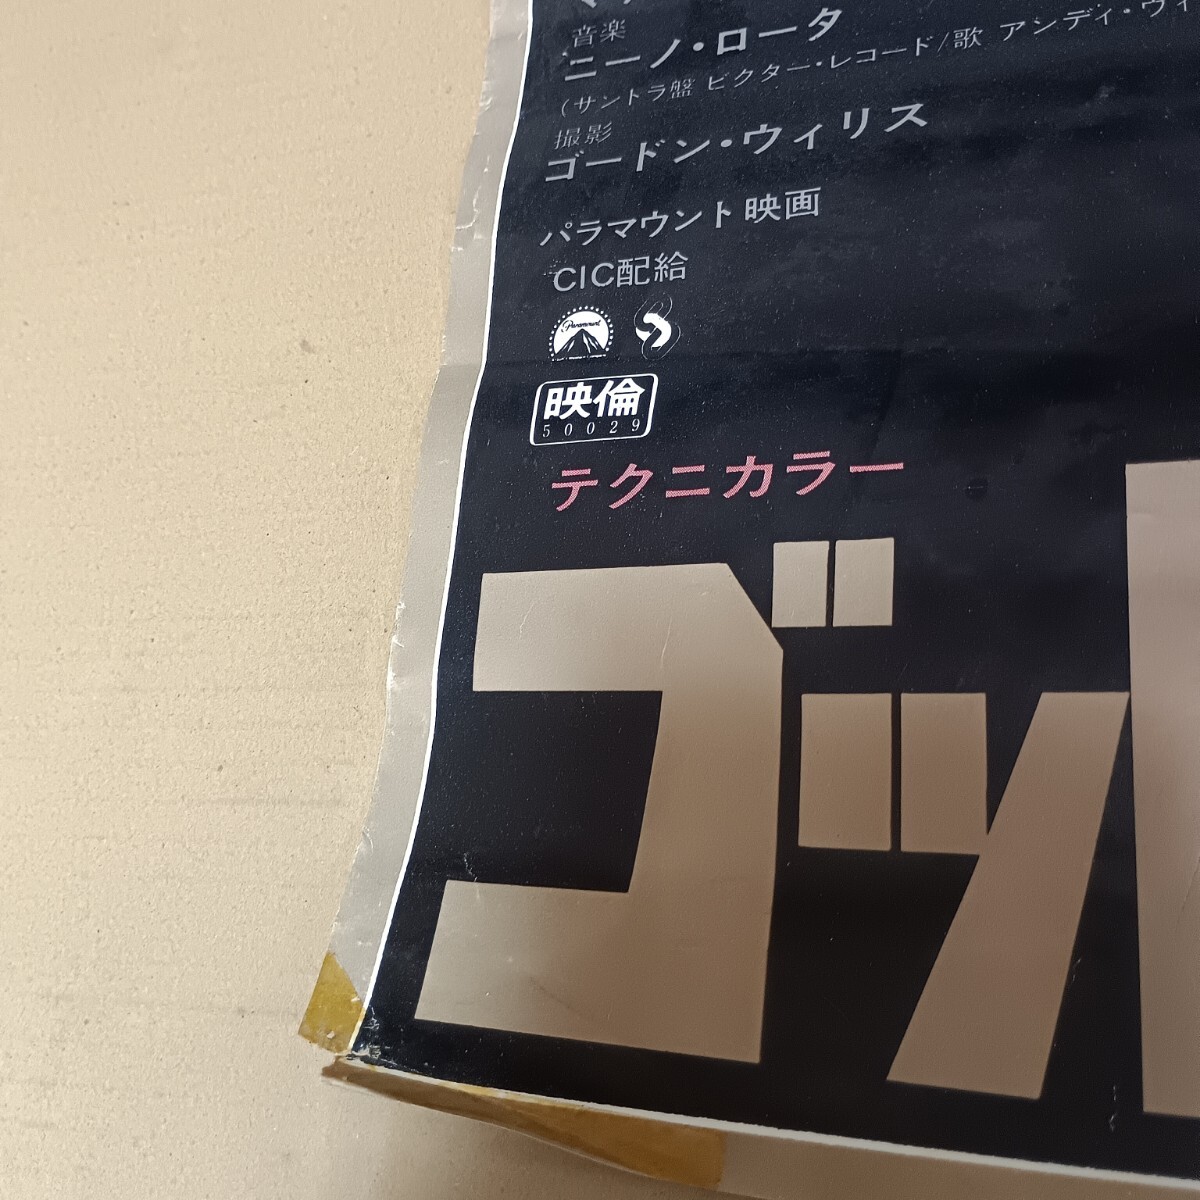 音楽
ニーノ・ロータ
(サントラ盤 ビクター・レコード/歌 アンディ・ウィ
撮影
ゴードン・ウィリス
パラマウント映画
CIC配給
Paramount
映倫
50029
テクニカラー
ゴッ